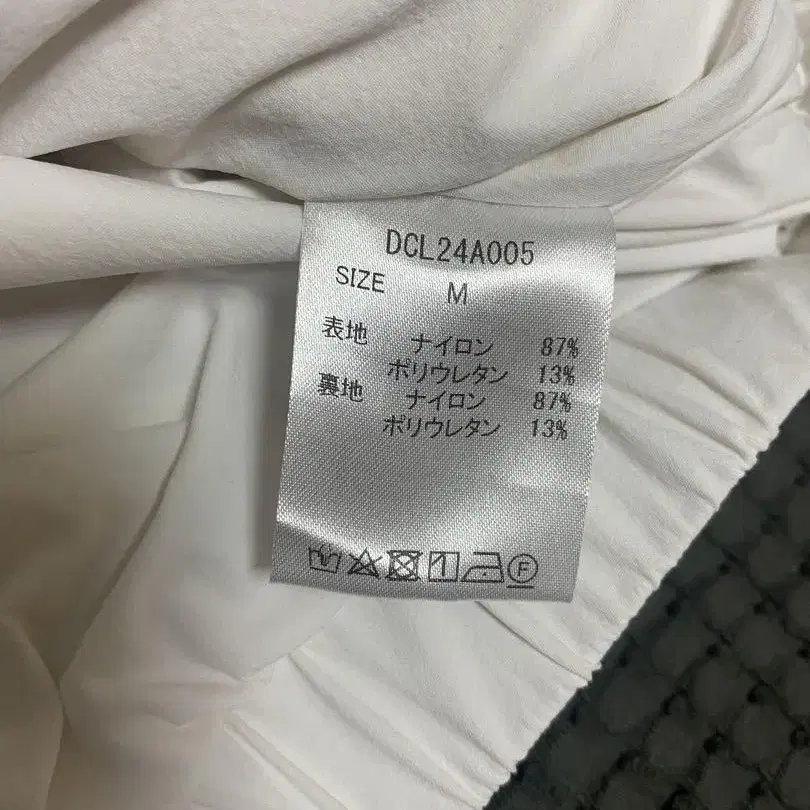 DCL24A005
SIZE M
表地 ナイロン 87%
ポリウレタン 13%
裏地 ナイロン 87%
ポリウレタン 13%
F